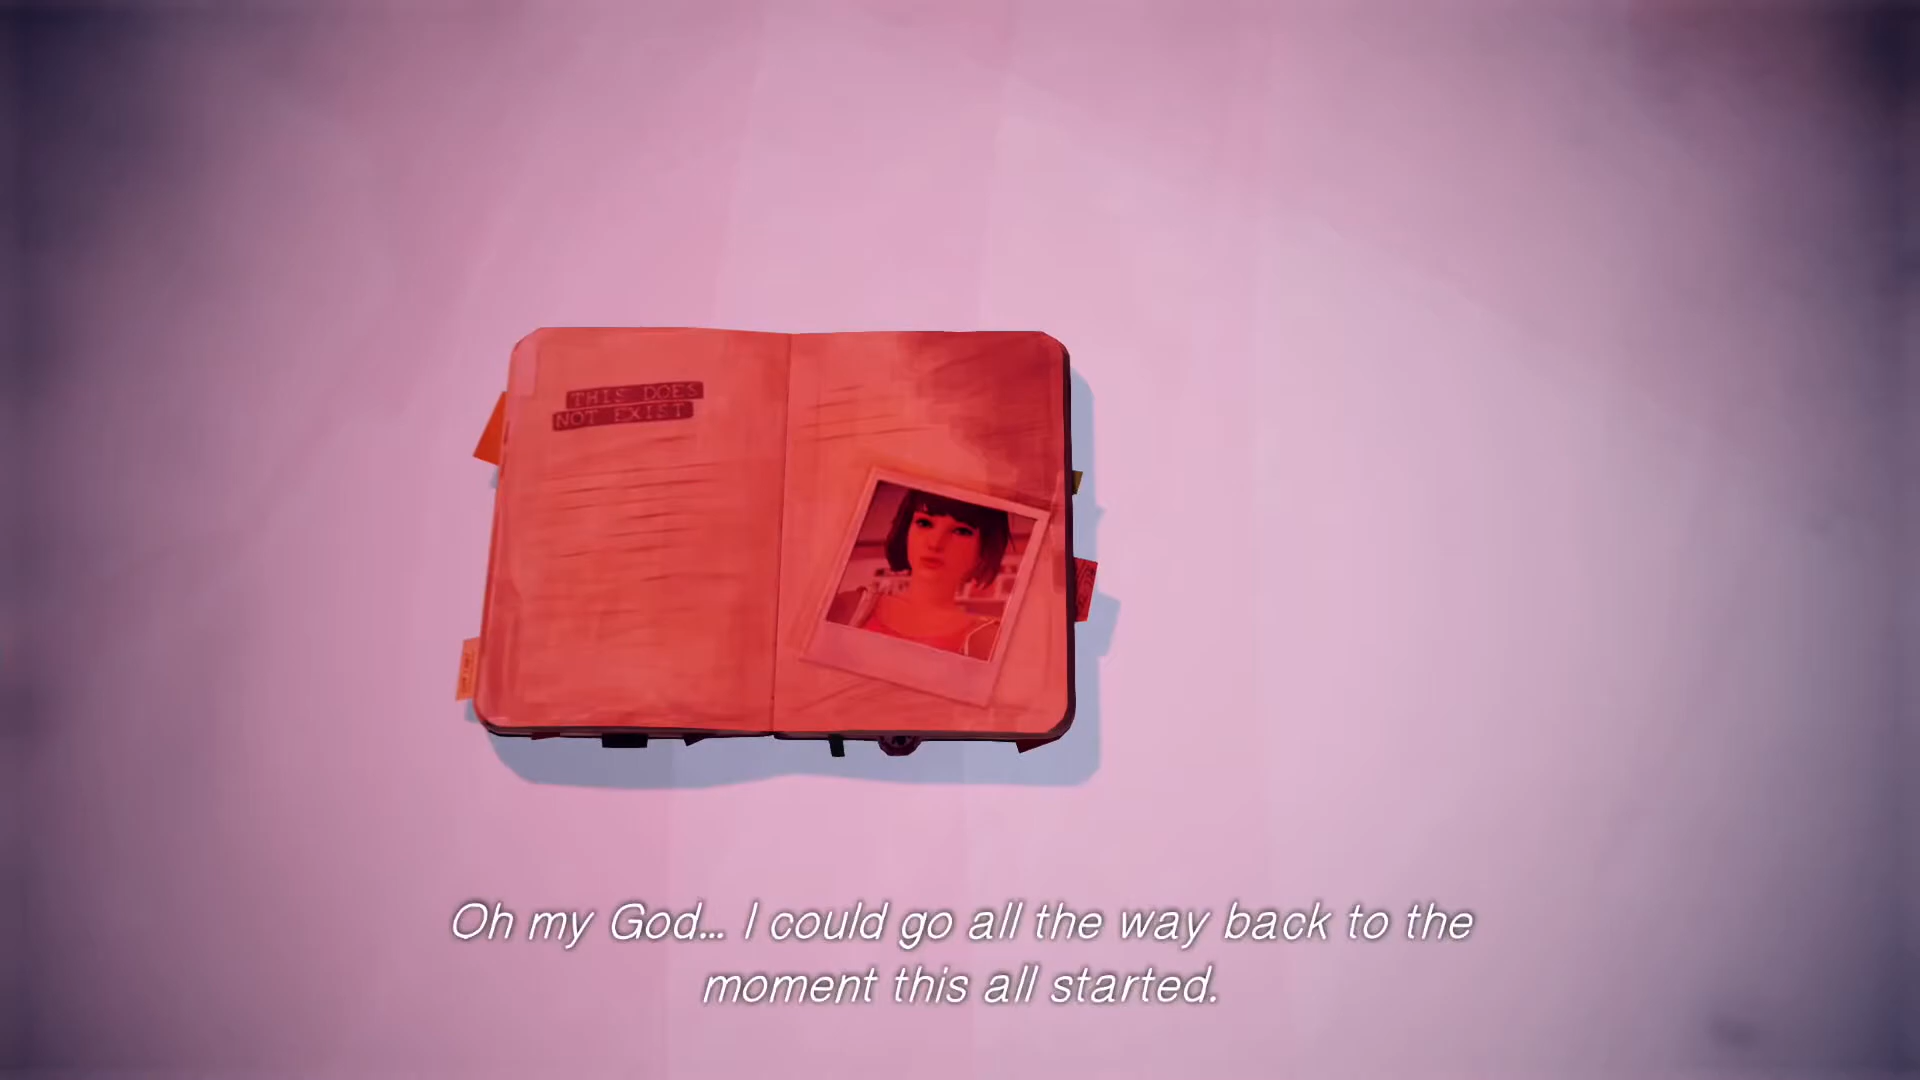 THIS DOES
NOT EXIST
Oh my God... I could go all the way back to the
moment this all started.